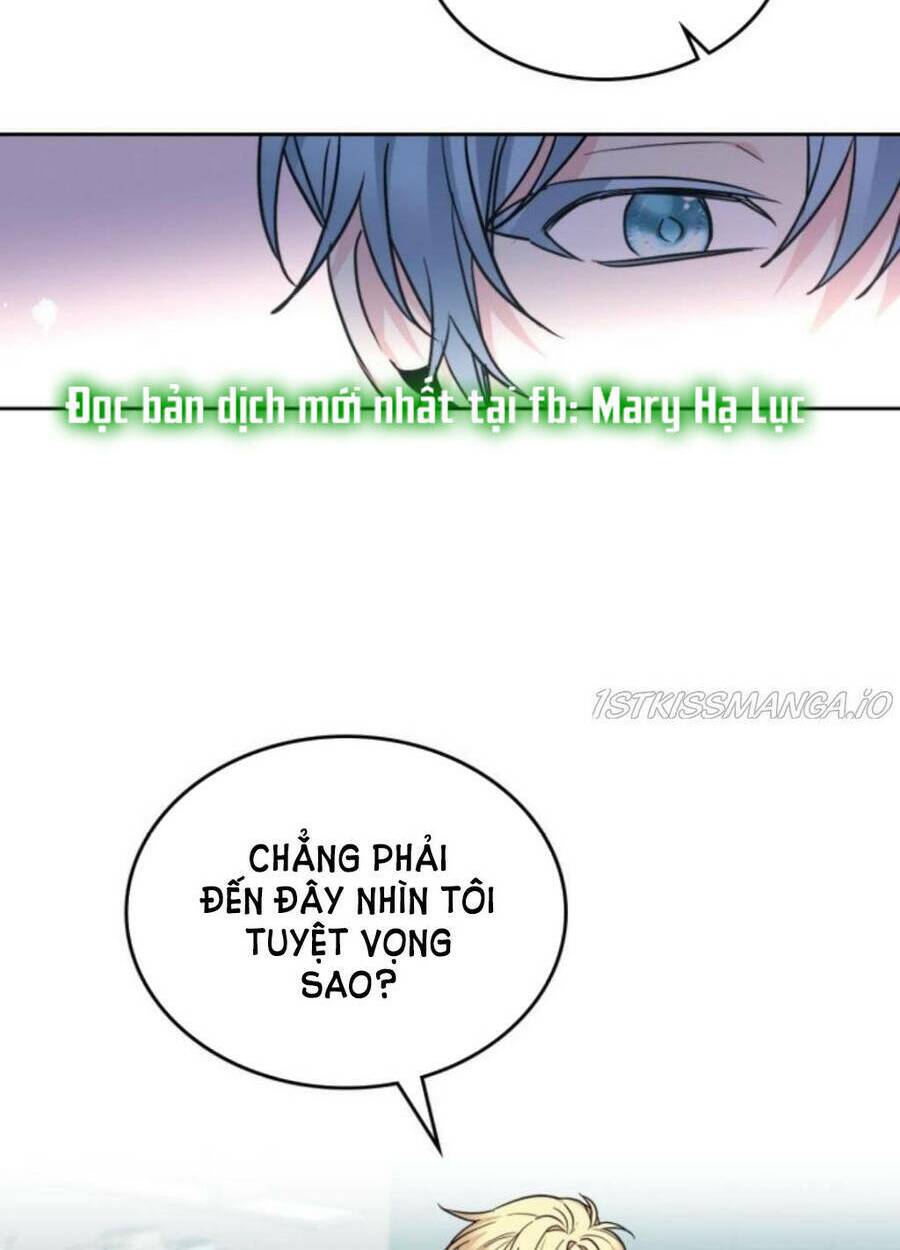 Đọc bản dịch mới nhất tại fb: Mary Hạ Lục
1STKISSMANGA.IO
CHẲNG PHẢI
ĐẾN ĐÂY NHÌN TÔI
TUYỆT VỌNG
SAO?